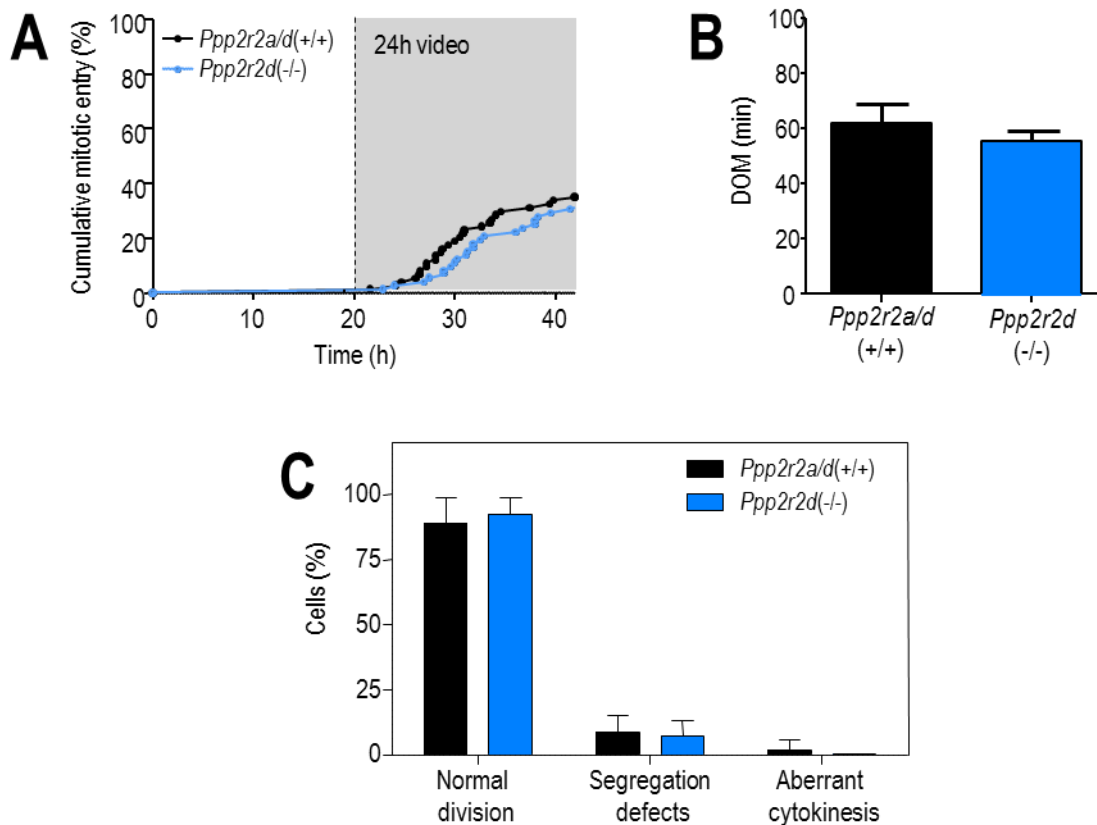 A
Cumulative mitotic entry (%)
100
80
60
40
20
0
Ppp2r2a/d(+/+)
Ppp2r2d(-/-)
24h video
0 10 20 30 40
Time (h)
B
DOM (min)
100
80
60
40
20
0
Ppp2r2a/d
(+/+)
Ppp2r2d
(-/-)
C
Cells (%)
100
75
50
25
0
Ppp2r2a/d(+/+)
Ppp2r2d(-/-)
Normal
division
Segregation
defects
Aberrant
cytokinesis